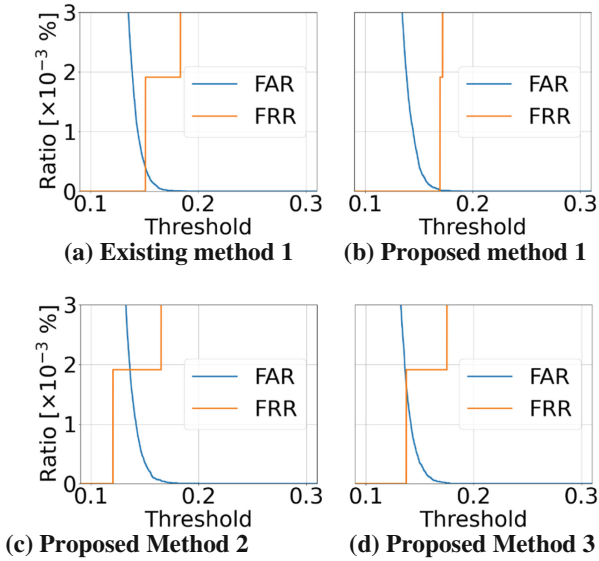 Ratio [×10⁻³ %]
3
2
1
0
FAR
FRR
0.1 0.2 0.3
Threshold
(a) Existing method 1
3
2
1
0
FAR
FRR
0.1 0.2 0.3
Threshold
(b) Proposed method 1
Ratio [×10⁻³ %]
3
2
1
0
FAR
FRR
0.1 0.2 0.3
Threshold
(c) Proposed Method 2
3
2
1
0
FAR
FRR
0.1 0.2 0.3
Threshold
(d) Proposed Method 3